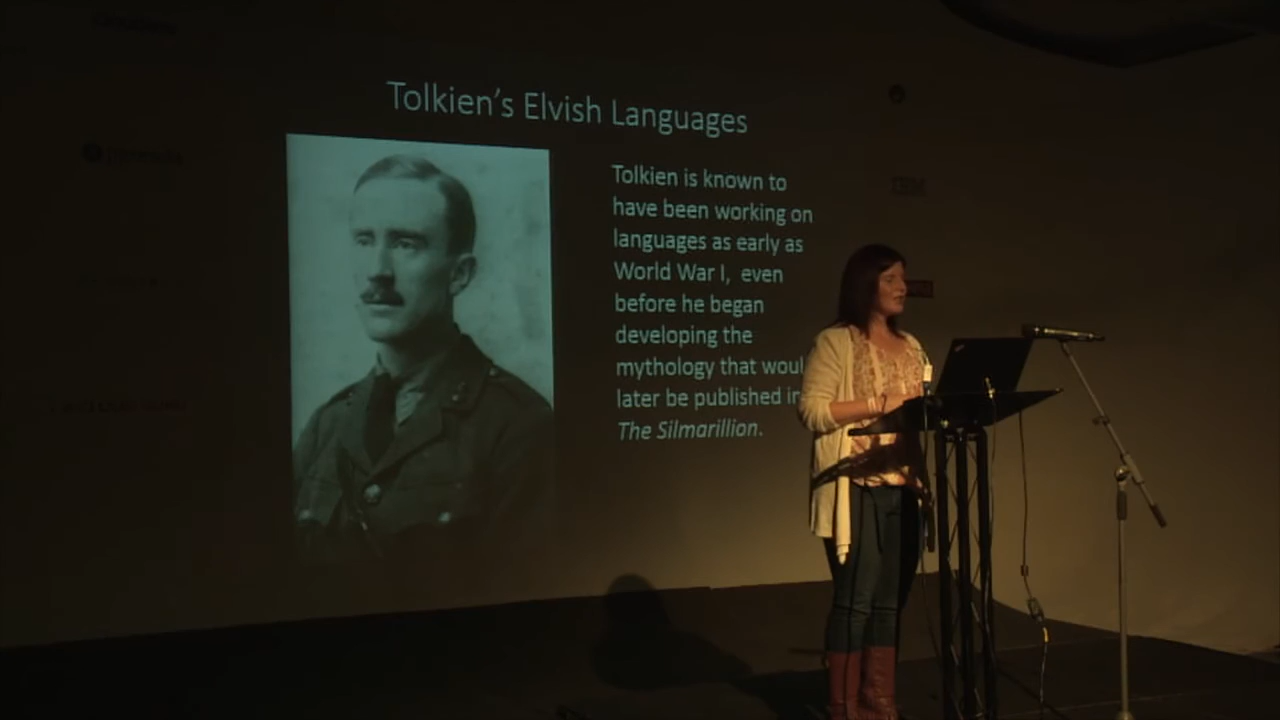 Tolkien's Elvish Languages
Tolkien is known to
have been working on
languages as early as
World War I, even
before he began
developing the
mythology that woul
later be published in
The Silmarillion.
IBM